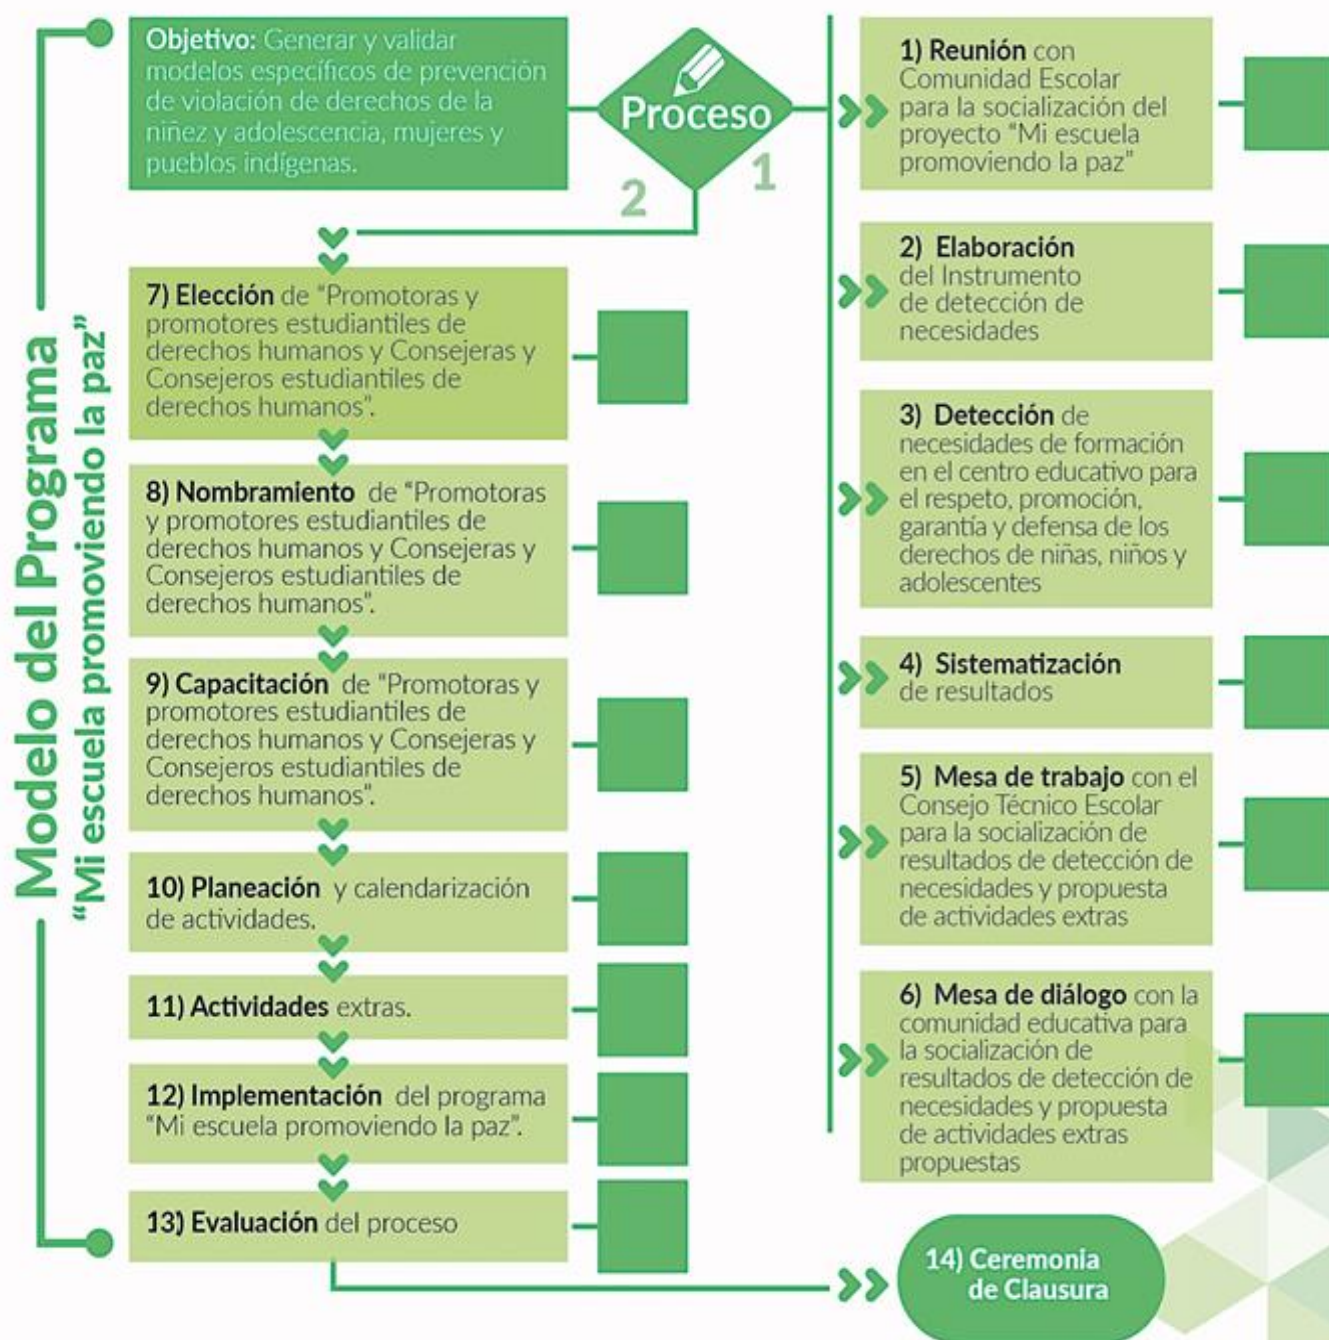 Modelo del Programa
“Mi escuela promoviendo la paz”
Objetivo: Generar y validar
modelos específicos de prevención
de violación de derechos de la
niñez y adolescencia, mujeres y
pueblos indígenas.
Proceso
1
2
1) Reunión con
Comunidad Escolar
para la socialización del
proyecto “Mi escuela
promoviendo la paz”
2) Elaboración
del Instrumento
de detección de
necesidades
3) Detección de
necesidades de formación
en el centro educativo para
el respeto, promoción,
garantía y defensa de los
derechos de niñas, niños y
adolescentes
4) Sistematización
de resultados
5) Mesa de trabajo con el
Consejo Técnico Escolar
para la socialización de
resultados de detección de
necesidades y propuesta
de actividades extras
6) Mesa de diálogo con la
comunidad educativa para
la socialización de
resultados de detección de
necesidades y propuesta
de actividades extras
propuestas
7) Elección de “Promotoras y
promotores estudiantiles de
derechos humanos y Consejeras y
Consejeros estudiantiles de
derechos humanos”.
8) Nombramiento de “Promotoras
y promotores estudiantiles de
derechos humanos y Consejeras y
Consejeros estudiantiles de
derechos humanos”.
9) Capacitación de “Promotoras y
promotores estudiantiles de
derechos humanos y Consejeras y
Consejeros estudiantiles de
derechos humanos”.
10) Planeación y calendarización
de actividades.
11) Actividades extras.
12) Implementación del programa
“Mi escuela promoviendo la paz”.
13) Evaluación del proceso
14) Ceremonia
de Clausura